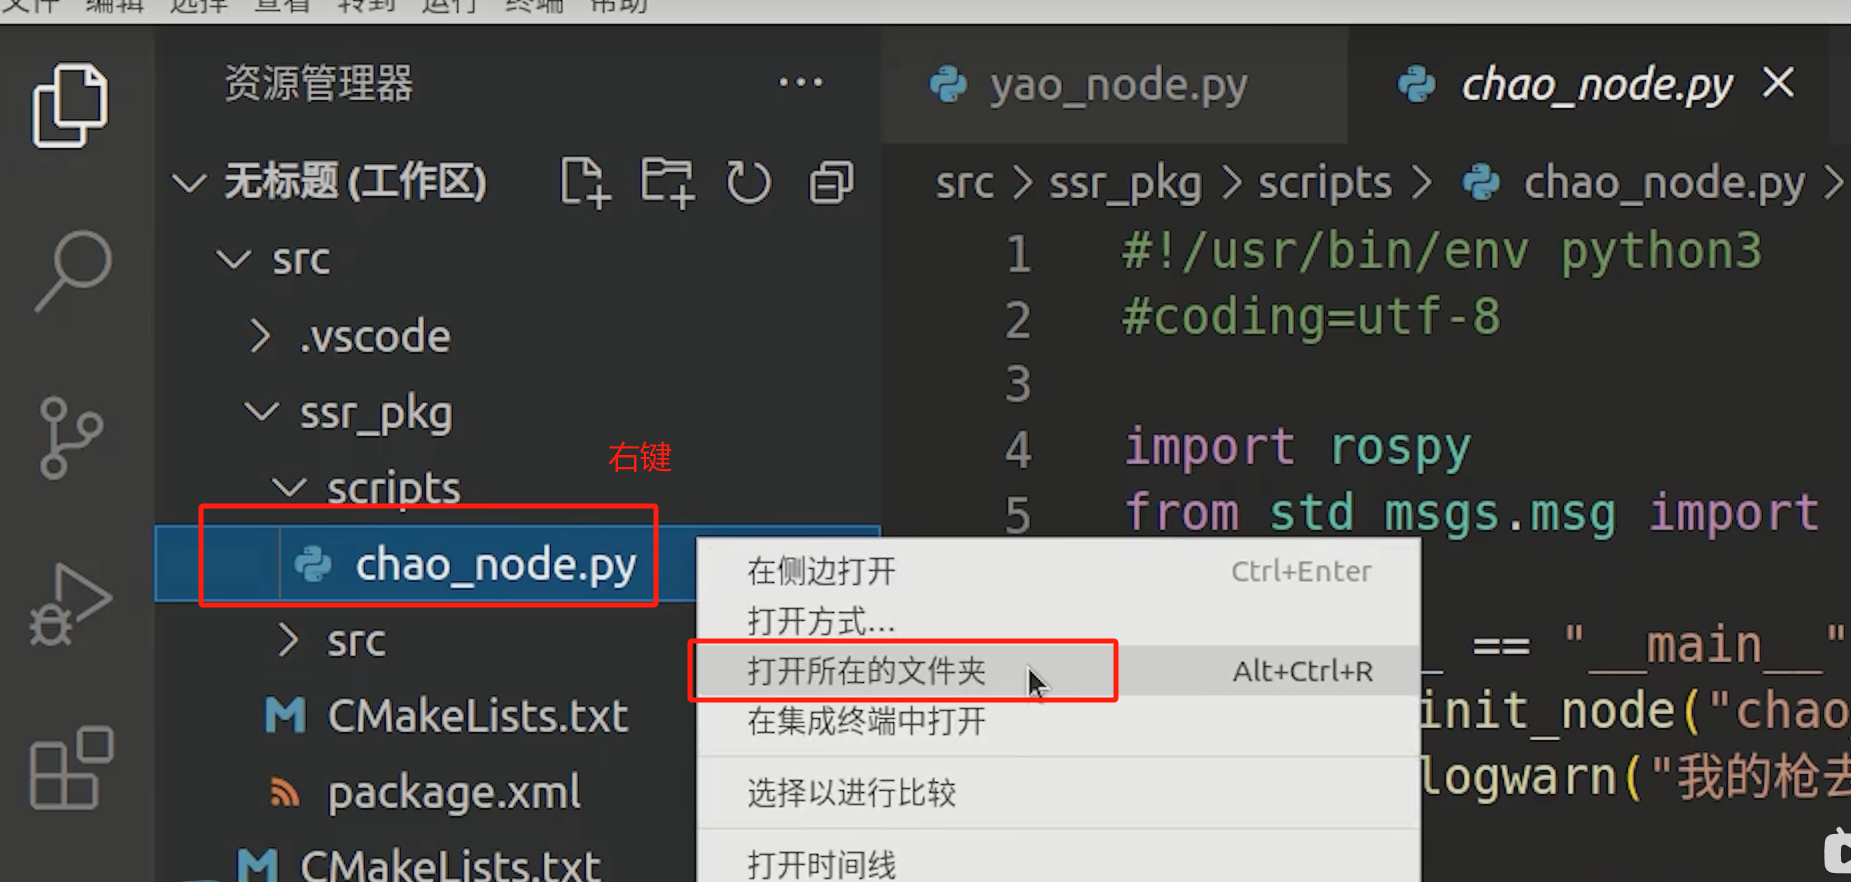 文件 编辑 选择 查看 转到 运行 终端 帮助
资源管理器 ···
yao_node.py
chao_node.py
无标题 (工作区)
src > ssr_pkg > scripts > chao_node.py >
src
.vscode
ssr_pkg
右键
scripts
chao_node.py
src
CMakeLists.txt
package.xml
CMakeLists.txt
1 #!/usr/bin/env python3
2 #coding=utf-8
3
4 import rospy
5 from std_msgs.msg import
_ == "__main__"
init_node("chao_
logwarn("我的枪去
在侧边打开 Ctrl+Enter
打开方式...
打开所在的文件夹 Alt+Ctrl+R
在集成终端中打开
选择以进行比较
打开时间线